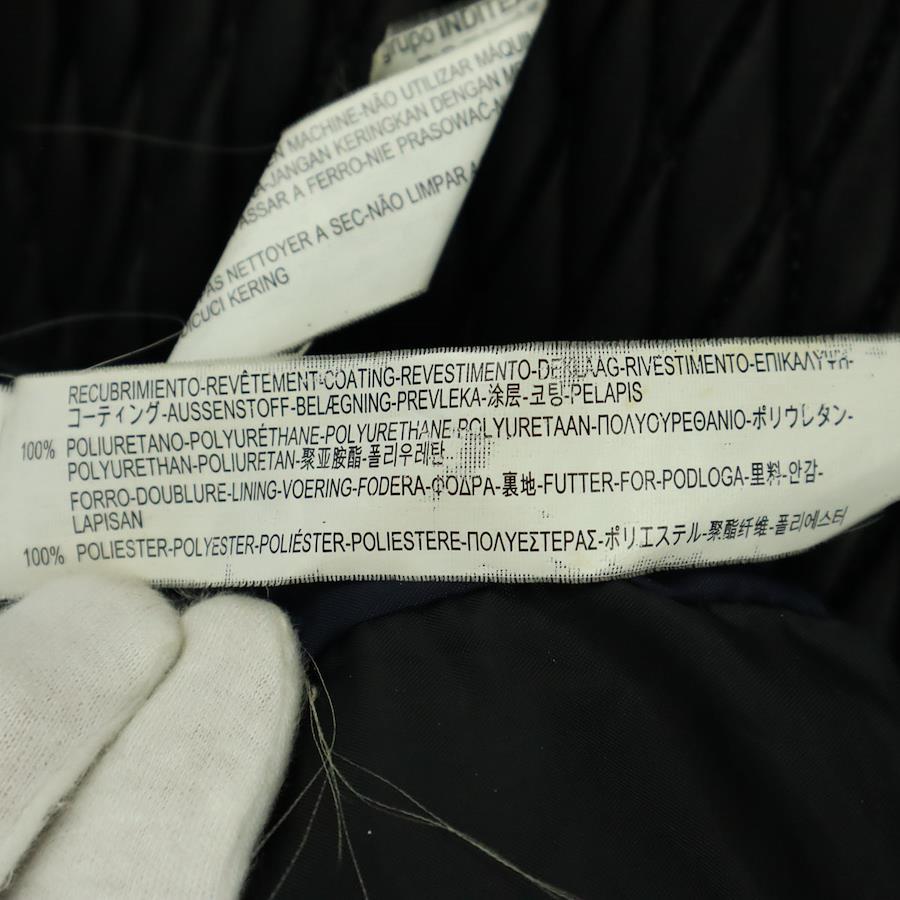 grupo INDITEX
EN MACHINE-NÃO UTILIZAR MÁQUIN
A-JANGAN KERINGKAN DENGAN ME
ASSAR A FERRO-NIE PRASOWAĆ-N
PAS NETTOYER A SEC-NÃO LIMPAR A
DICUCI KERING
RECUBRIMIENTO-REVÊTEMENT-COATING-REVESTIMENTO-DEKLAAG-RIVESTIMENTO-ΕΠΙΚΑΛΥΨΗ-
コーティング-AUSSENSTOFF-BELÆGNING-PREVLEKA-涂层-코팅-PELAPIS
100% POLIURETANO-POLYURÉTHANE-POLYURETHANE-POLYURETAAN-ΠΟΛΥΟΥΡΕΘΑΝΙΟ-ポリウレタン-
POLYURETHAN-POLIURETAN-聚亚胺酯-폴리우레탄
FORRO-DOUBLURE-LINING-VOERING-FODERA-ΦΟΔΡΑ-裏地-FUTTER-FOR-PODLOGA-里料-안감-
LAPISAN
100% POLIESTER-POLYESTER-POLIÉSTER-POLIESTERE-ΠΟΛΥΕΣΤΕΡΑΣ-ポリエステル-聚酯纤维-폴리에스터